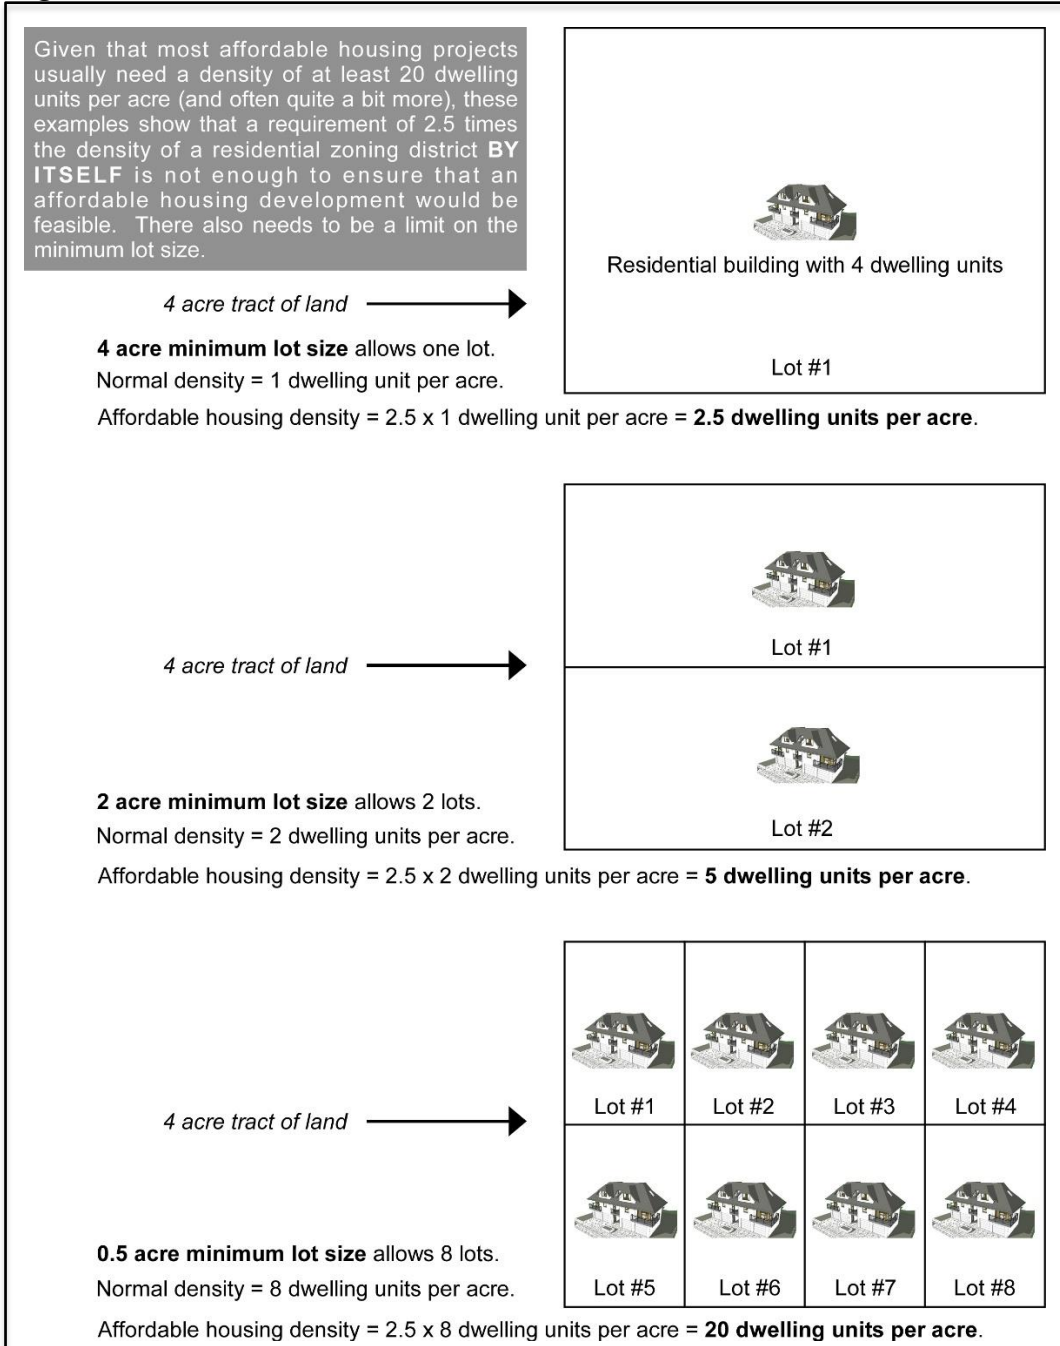 Given that most affordable housing projects
usually need a density of at least 20 dwelling
units per acre (and often quite a bit more), these
examples show that a requirement of 2.5 times
the density of a residential zoning district BY
ITSELF is not enough to ensure that an
affordable housing development would be
feasible. There also needs to be a limit on the
minimum lot size.
Residential building with 4 dwelling units
4 acre tract of land
4 acre minimum lot size allows one lot.
Lot #1
Normal density = 1 dwelling unit per acre.
Affordable housing density = 2.5 x 1 dwelling unit per acre = 2.5 dwelling units per acre.
Lot #1
4 acre tract of land
2 acre minimum lot size allows 2 lots.
Lot #2
Normal density = 2 dwelling units per acre.
Affordable housing density = 2.5 x 2 dwelling units per acre = 5 dwelling units per acre.
Lot #1 Lot #2 Lot #3 Lot #4
4 acre tract of land
0.5 acre minimum lot size allows 8 lots.
Normal density = 8 dwelling units per acre.
Lot #5 Lot #6 Lot #7 Lot #8
Affordable housing density = 2.5 x 8 dwelling units per acre = 20 dwelling units per acre.